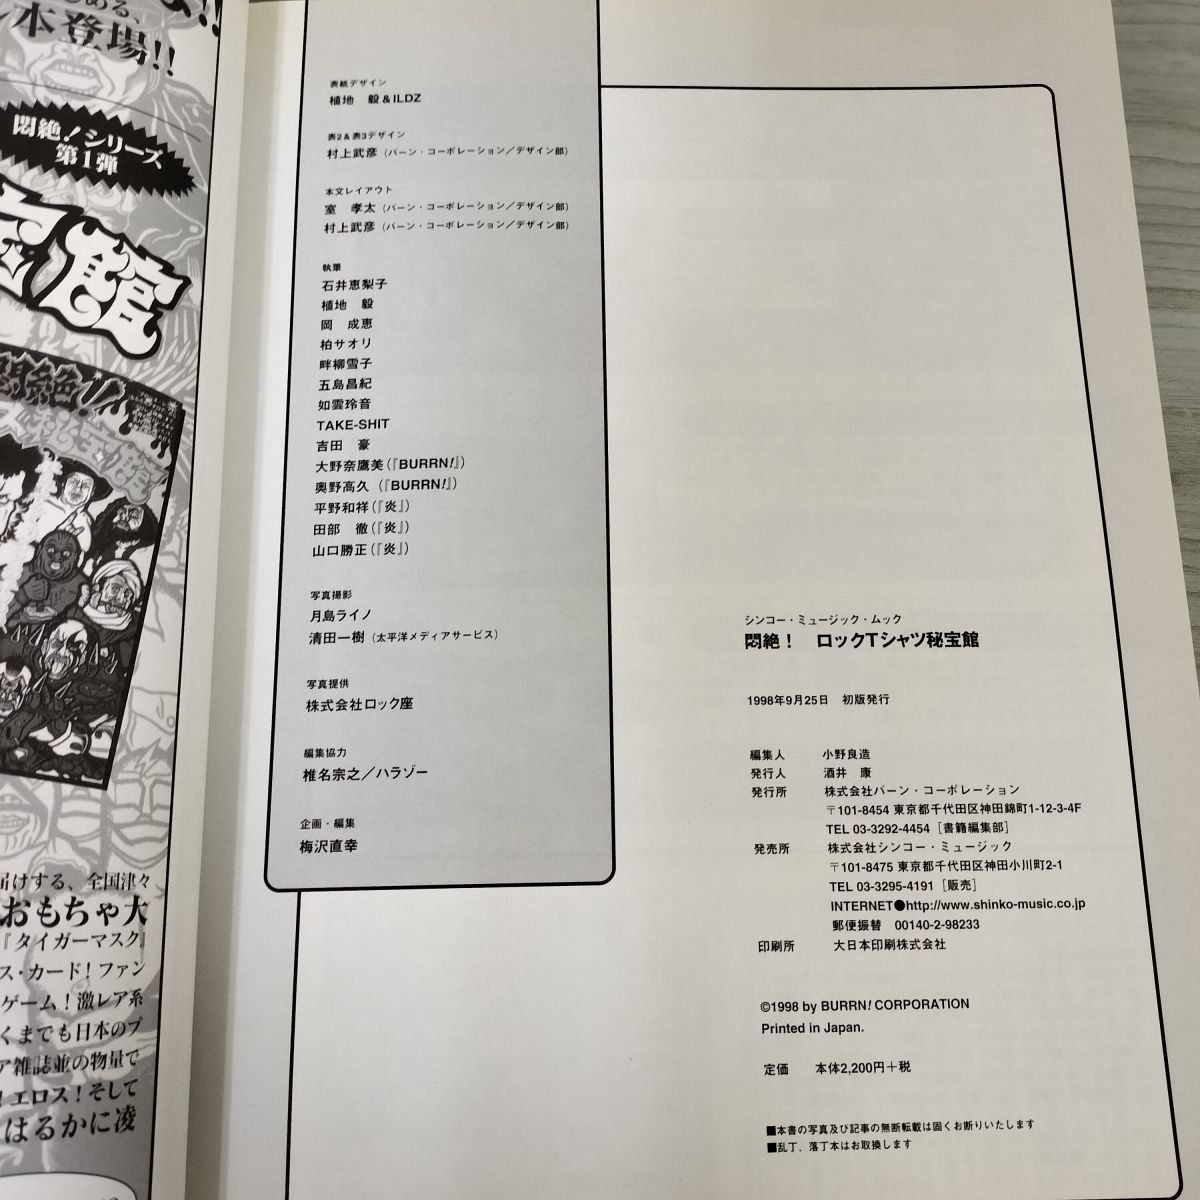 本登場!!
悶絶!シリーズ
第1弾
館
悶絶!!
秘宝館
届けする、全国津々
おもちゃ大
『タイガーマスク』
ス・カード!ファン
ゲーム!激レア系
くまでも日本のプ
ア雑誌並の物量で
!エロス!そして
はるかに凌
表紙デザイン
植地　毅&ILDZ
表2&表3デザイン
村上武彦(バーン・コーポレーション/デザイン部)
本文レイアウト
室　孝太(バーン・コーポレーション/デザイン部)
村上武彦(バーン・コーポレーション/デザイン部)
執筆
石井恵梨子
植地　毅
岡　成恵
柏サオリ
畔柳雪子
五島昌紀
如雲玲音
TAKE-SHIT
吉田　豪
大野奈鷹美(『BURRN!』)
奥野高久(『BURRN!』)
平野和祥(『炎』)
田部　徹(『炎』)
山口勝正(『炎』)
写真撮影
月島ライノ
清田一樹(太平洋メディアサービス)
写真提供
株式会社ロック座
編集協力
椎名宗之/ハラゾー
企画・編集
梅沢直幸
シンコー・ミュージック・ムック
悶絶!　ロックTシャツ秘宝館
1998年9月25日　初版発行
編集人　小野良造
発行人　酒井　康
発行所　株式会社バーン・コーポレーション
〒101-8454 東京都千代田区神田錦町1-12-3-4F
TEL 03-3292-4454［書籍編集部］
発売所　株式会社シンコー・ミュージック
〒101-8475 東京都千代田区神田小川町2-1
TEL 03-3295-4191［販売］
INTERNET●http://www.shinko-music.co.jp
郵便振替　00140-2-98233
印刷所　大日本印刷株式会社
©1998 by BURRN! CORPORATION
Printed in Japan.
定価　本体2,200円+税
■本書の写真及び記事の無断転載は固くお断りいたします
■乱丁、落丁本はお取換します